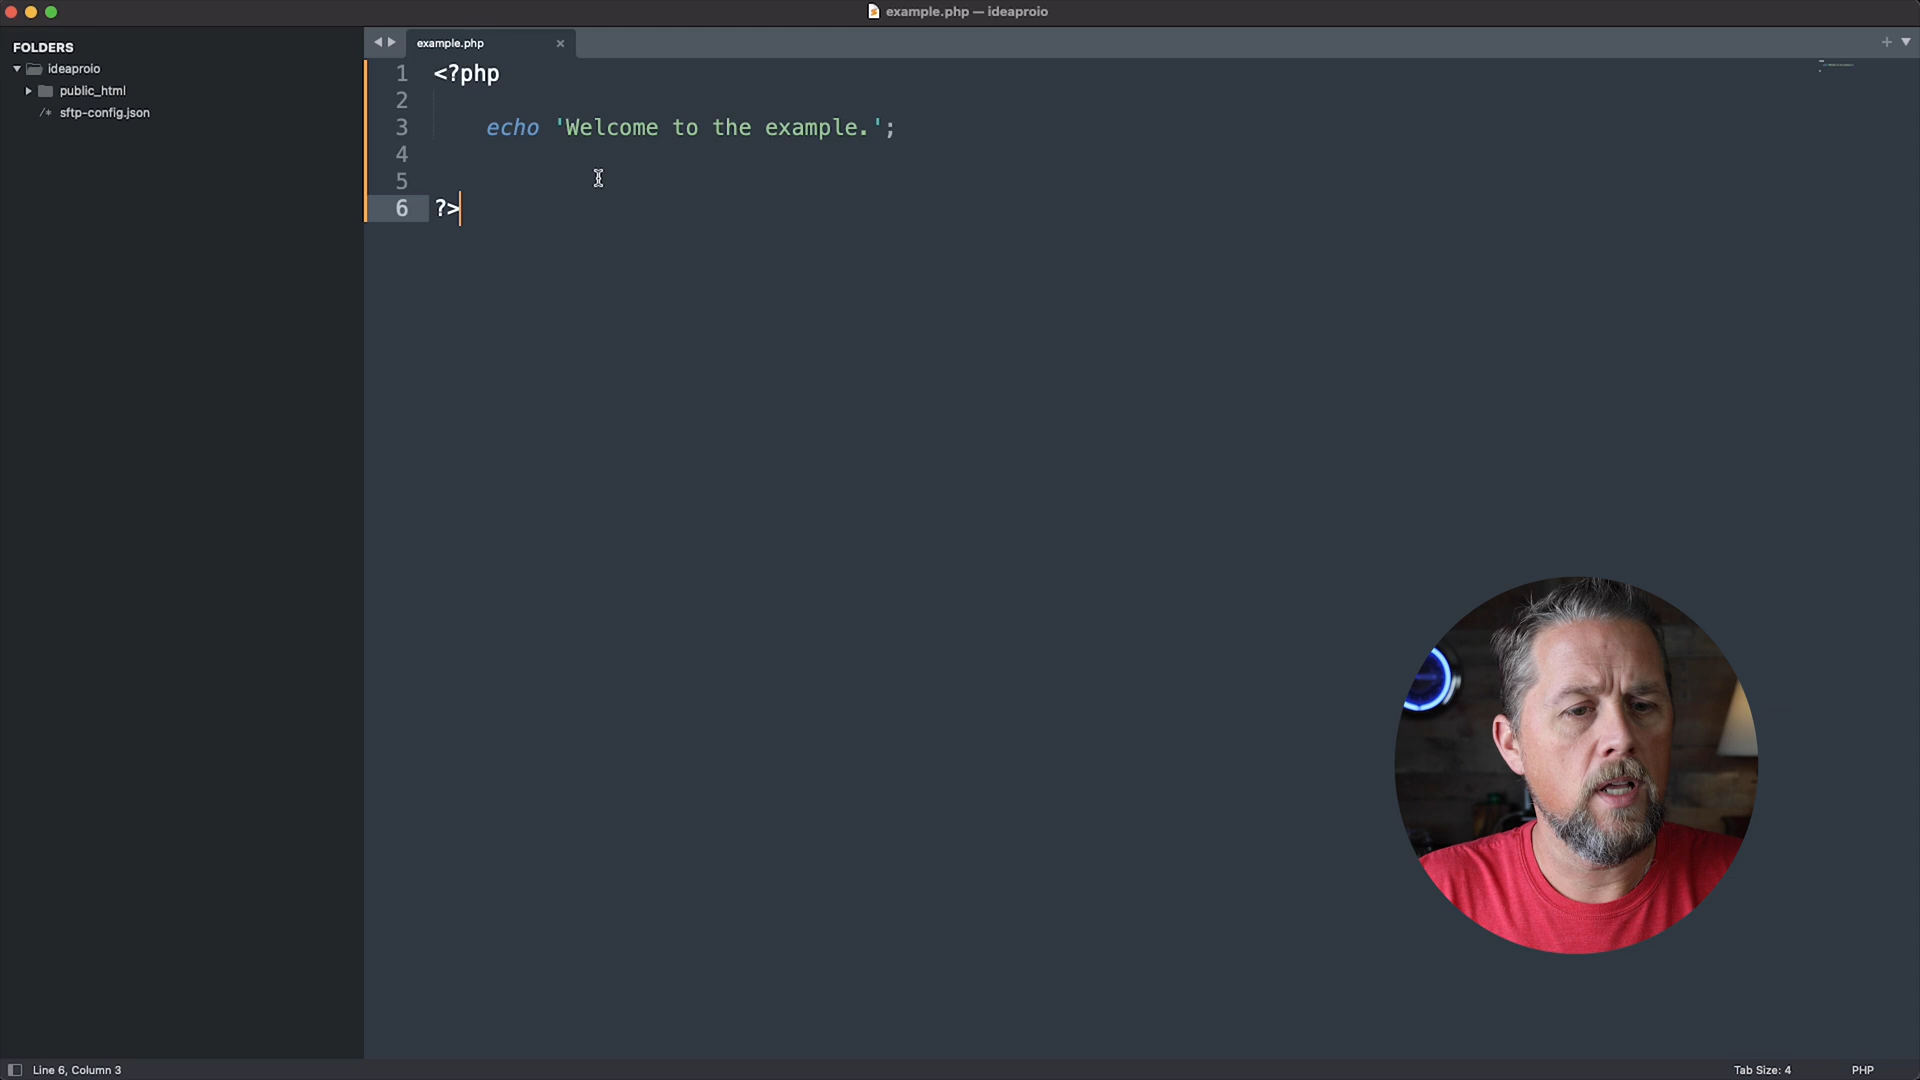 example.php — ideaproio
FOLDERS
ideaproio
public_html
/* sftp-config.json
example.php
1 <?php
2
3 echo 'Welcome to the example.';
4
5
6 ?>
Line 6, Column 3
Tab Size: 4
PHP